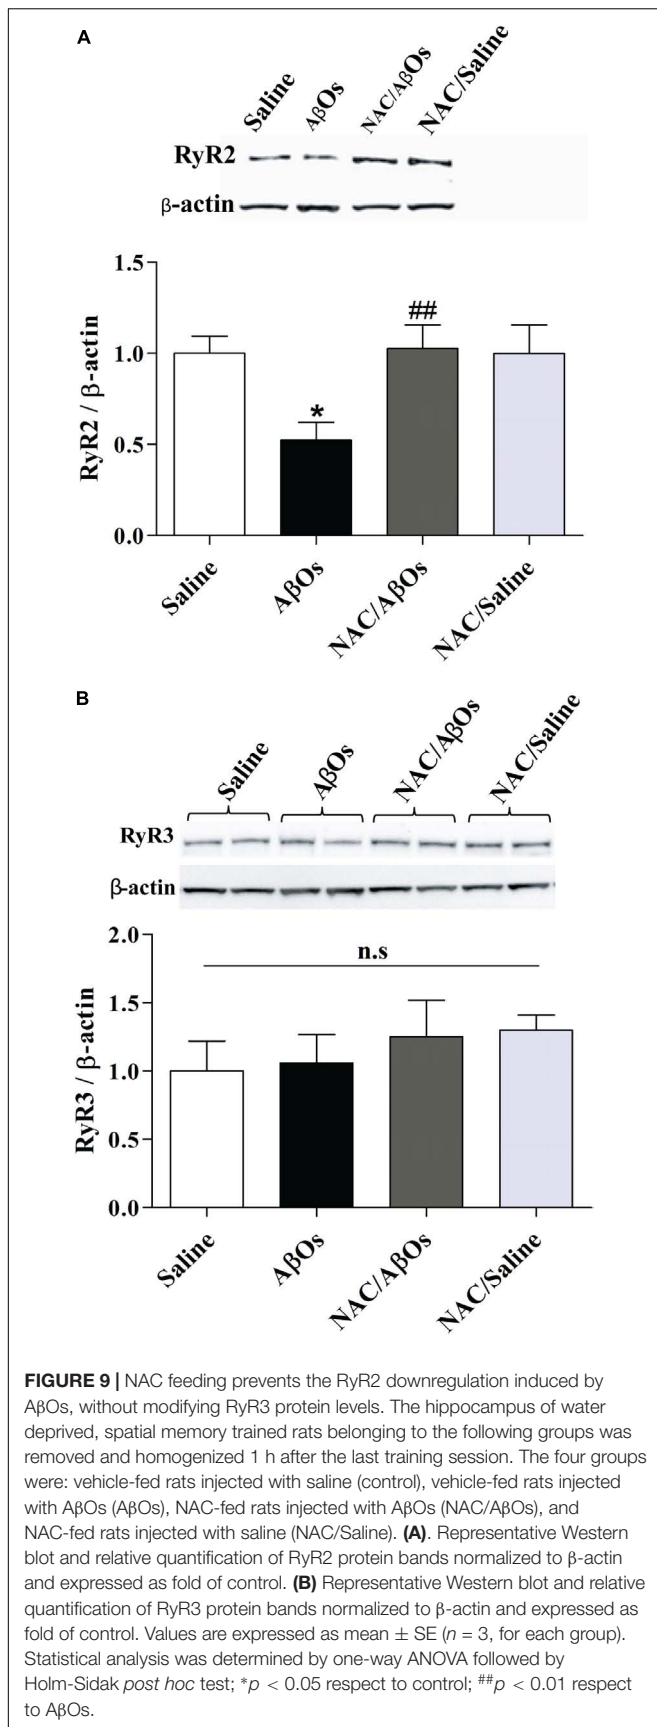 A
Saline AβOs NAC/AβOs NAC/Saline
RyR2
β-actin
1.5
1.0
0.5
0.0
RyR2 / β-actin
*
##
Saline AβOs NAC/AβOs NAC/Saline
B
Saline AβOs NAC/AβOs NAC/Saline
RyR3
β-actin
2.0
1.5
1.0
0.5
0.0
RyR3 / β-actin
n.s
Saline AβOs NAC/AβOs NAC/Saline
FIGURE 9 | NAC feeding prevents the RyR2 downregulation induced by
AβOs, without modifying RyR3 protein levels. The hippocampus of water
deprived, spatial memory trained rats belonging to the following groups was
removed and homogenized 1 h after the last training session. The four groups
were: vehicle-fed rats injected with saline (control), vehicle-fed rats injected
with AβOs (AβOs), NAC-fed rats injected with AβOs (NAC/AβOs), and
NAC-fed rats injected with saline (NAC/Saline). (A). Representative Western
blot and relative quantification of RyR2 protein bands normalized to β-actin
and expressed as fold of control. (B) Representative Western blot and relative
quantification of RyR3 protein bands normalized to β-actin and expressed as
fold of control. Values are expressed as mean ± SE (n = 3, for each group).
Statistical analysis was determined by one-way ANOVA followed by
Holm-Sidak post hoc test; *p < 0.05 respect to control; ##p < 0.01 respect
to AβOs.